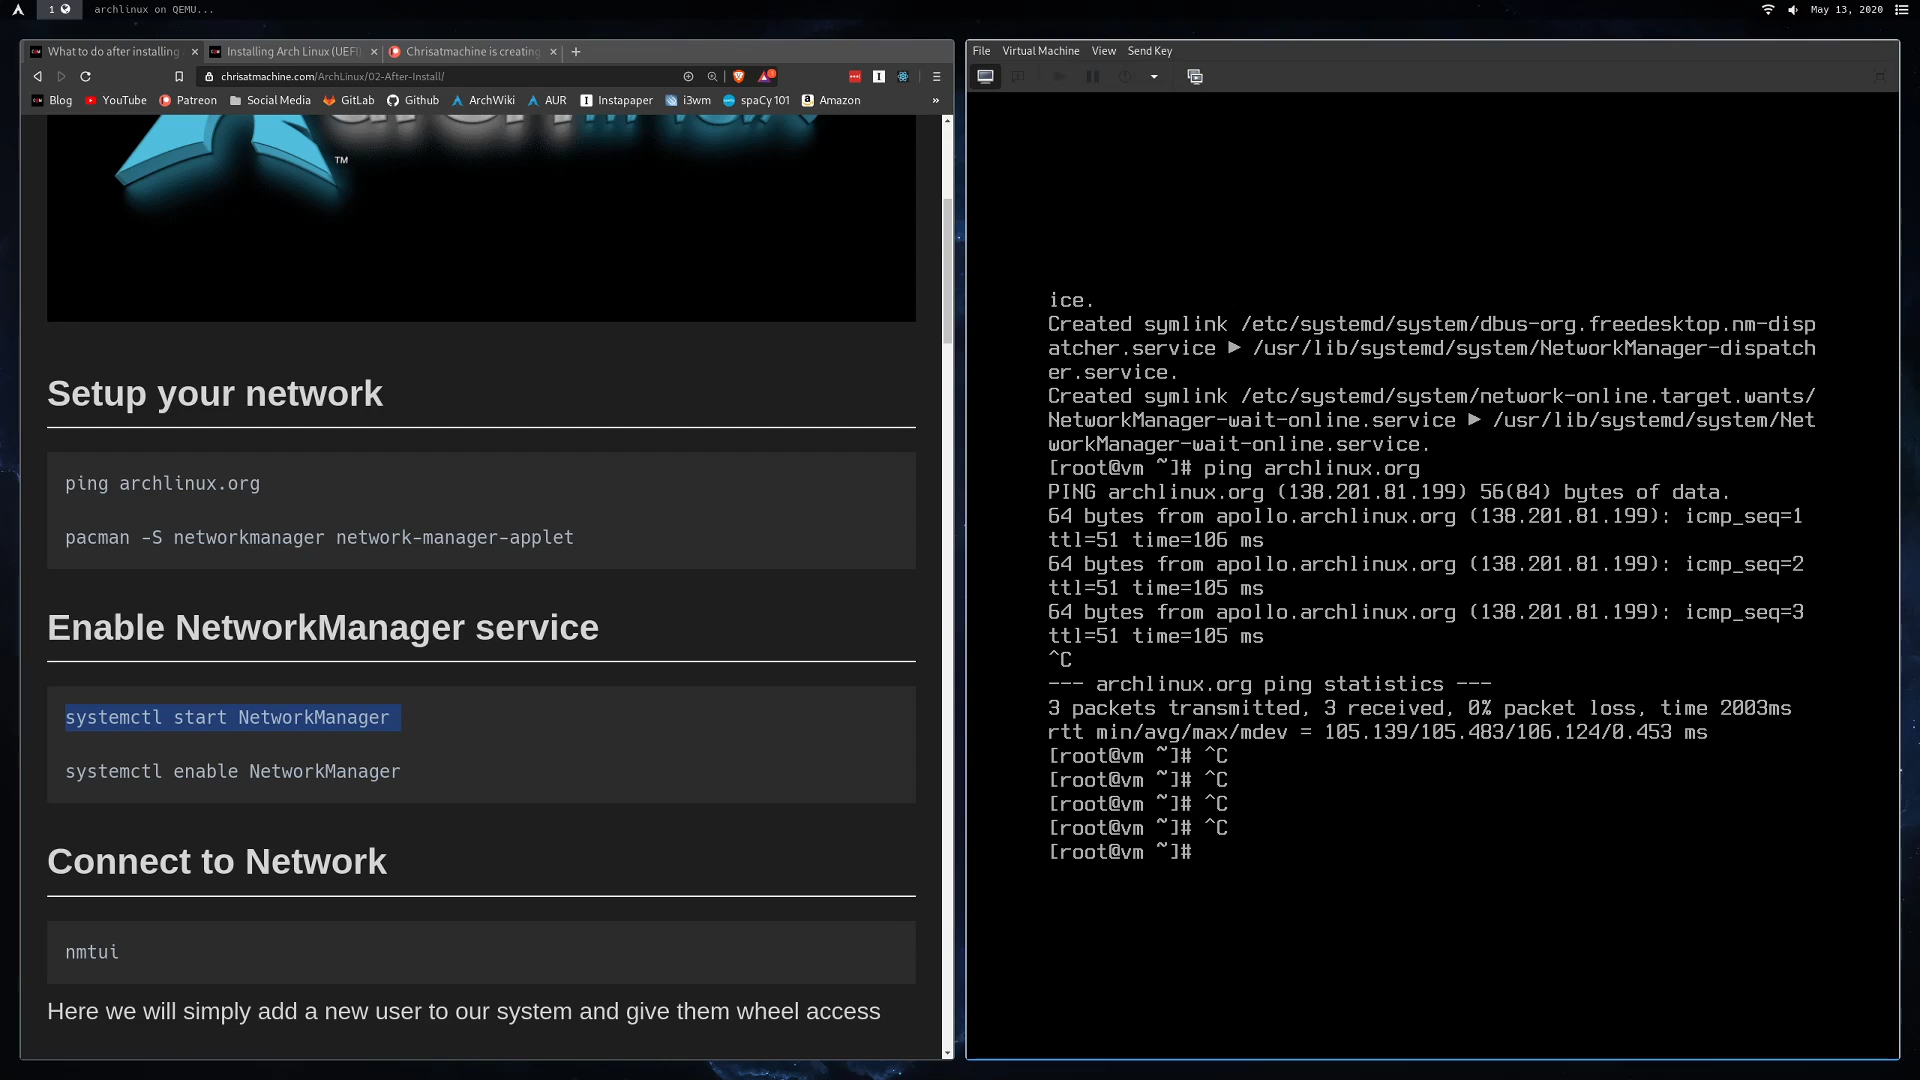 1
archlinux on QEMU...
May 13, 2020
What to do after installing
Installing Arch Linux (UEFI
Chrisatmachine is creating
chrisatmachine.com/ArchLinux/02-After-Install/
Blog
YouTube
Patreon
Social Media
GitLab
Github
ArchWiki
AUR
Instapaper
i3wm
spaCy 101
Amazon
»
TM
Setup your network
ping archlinux.org
pacman -S networkmanager network-manager-applet
Enable NetworkManager service
systemctl start NetworkManager
systemctl enable NetworkManager
Connect to Network
nmtui
Here we will simply add a new user to our system and give them wheel access
File Virtual Machine View Send Key
ice.
Created symlink /etc/systemd/system/dbus-org.freedesktop.nm-disp
atcher.service ► /usr/lib/systemd/system/NetworkManager-dispatch
er.service.
Created symlink /etc/systemd/system/network-online.target.wants/
NetworkManager-wait-online.service ► /usr/lib/systemd/system/Net
workManager-wait-online.service.
[root@vm ~]# ping archlinux.org
PING archlinux.org (138.201.81.199) 56(84) bytes of data.
64 bytes from apollo.archlinux.org (138.201.81.199): icmp_seq=1
ttl=51 time=106 ms
64 bytes from apollo.archlinux.org (138.201.81.199): icmp_seq=2
ttl=51 time=105 ms
64 bytes from apollo.archlinux.org (138.201.81.199): icmp_seq=3
ttl=51 time=105 ms
^C
--- archlinux.org ping statistics ---
3 packets transmitted, 3 received, 0% packet loss, time 2003ms
rtt min/avg/max/mdev = 105.139/105.483/106.124/0.453 ms
[root@vm ~]# ^C
[root@vm ~]# ^C
[root@vm ~]# ^C
[root@vm ~]# ^C
[root@vm ~]#